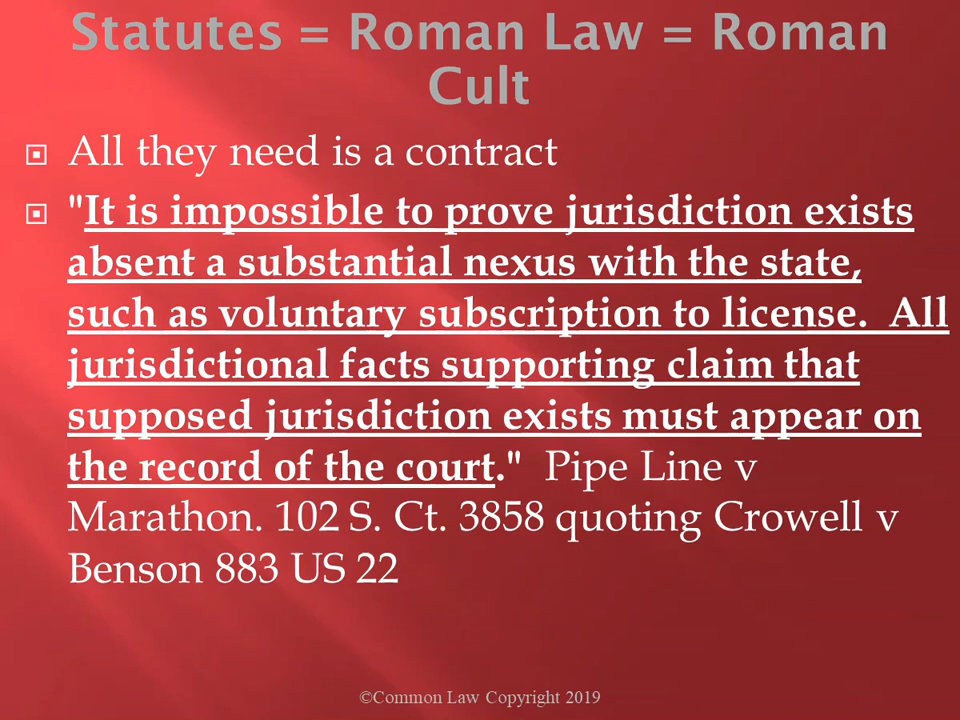 Statutes = Roman Law = Roman
Cult
All they need is a contract
"It is impossible to prove jurisdiction exists
absent a substantial nexus with the state,
such as voluntary subscription to license.  All
jurisdictional facts supporting claim that
supposed jurisdiction exists must appear on
the record of the court."  Pipe Line v
Marathon. 102 S. Ct. 3858 quoting Crowell v
Benson 883 US 22
©Common Law Copyright 2019